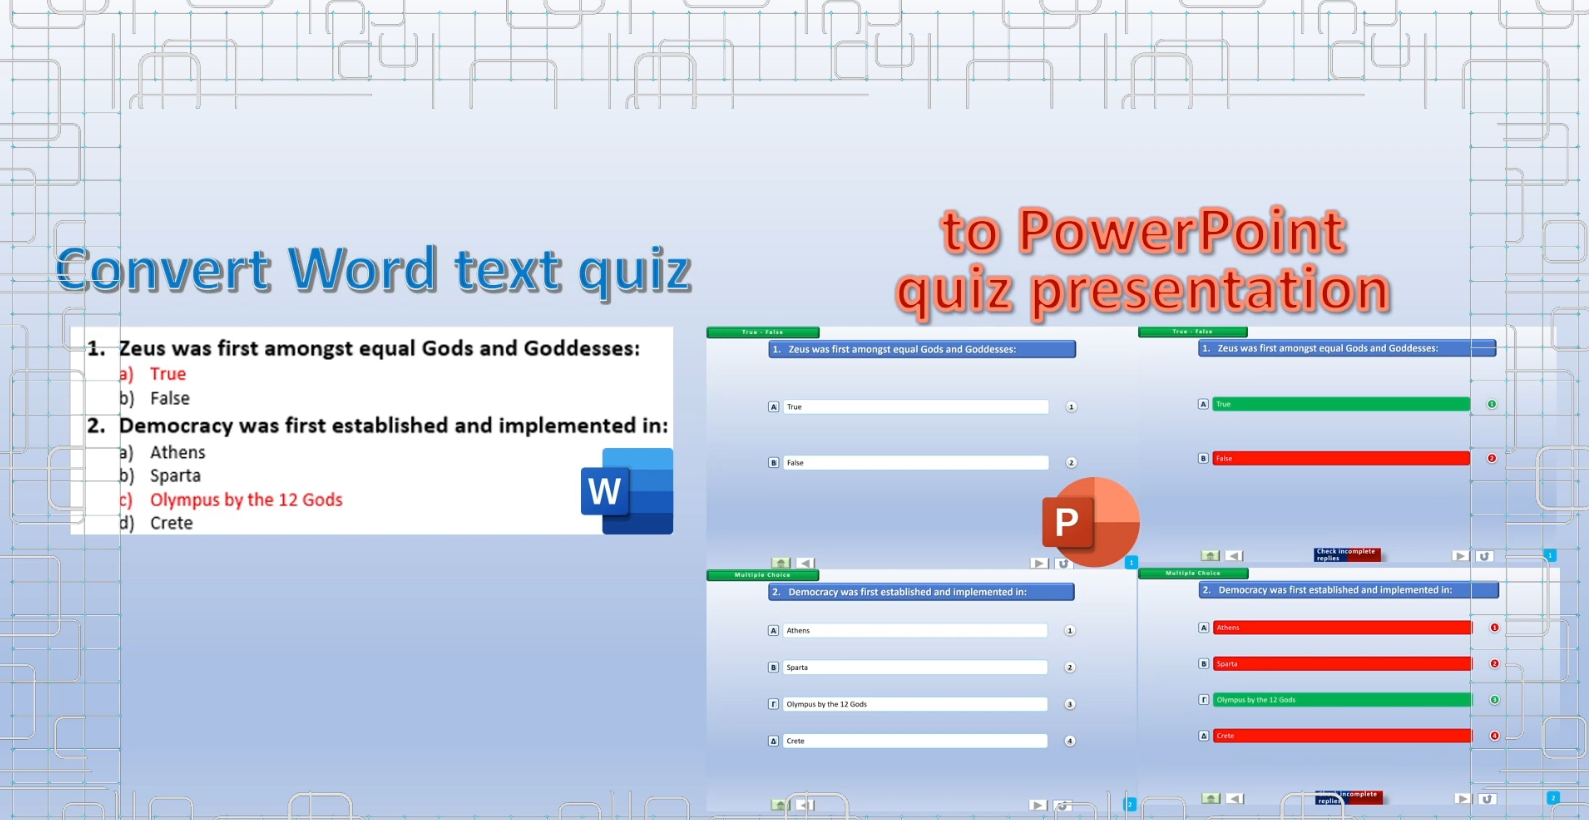 Convert Word text quiz
to PowerPoint
quiz presentation
1. Zeus was first amongst equal Gods and Goddesses:
a) True
b) False
2. Democracy was first established and implemented in:
a) Athens
b) Sparta
c) Olympus by the 12 Gods
d) Crete
W
True - False
1. Zeus was first amongst equal Gods and Goddesses:
A True 1
B False 2
1
True - False
1. Zeus was first amongst equal Gods and Goddesses:
A True 1
B False 2
Check incomplete
replies
1
P
Multiple Choice
2. Democracy was first established and implemented in:
A Athens 1
B Sparta 2
Γ Olympus by the 12 Gods 3
Δ Crete 4
2
Multiple Choice
2. Democracy was first established and implemented in:
A Athens 1
B Sparta 2
Γ Olympus by the 12 Gods 3
Δ Crete 4
Check incomplete
replies
2